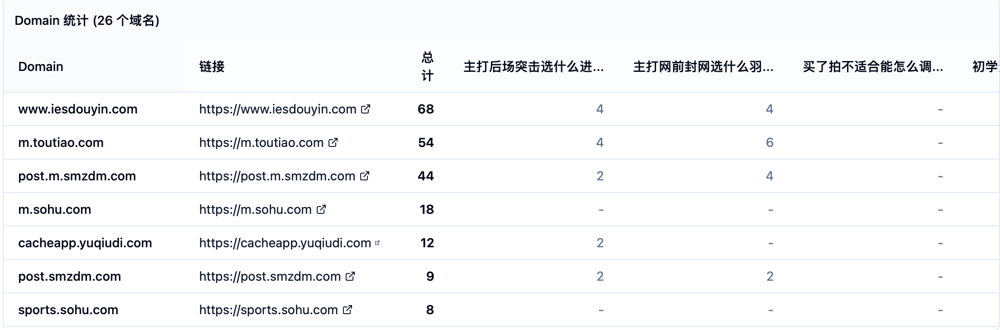 Domain 统计 (26 个域名)
Domain 链接 总计 主打后场突击选什么进... 主打网前封网选什么羽... 买了拍不适合能怎么调... 初学
www.iesdouyin.com https://www.iesdouyin.com 68 4 4 -
m.toutiao.com https://m.toutiao.com 54 4 6 -
post.m.smzdm.com https://post.m.smzdm.com 44 2 4 -
m.sohu.com https://m.sohu.com 18 - - -
cacheapp.yuqiudi.com https://cacheapp.yuqiudi.com 12 2 - -
post.smzdm.com https://post.smzdm.com 9 2 2 -
sports.sohu.com https://sports.sohu.com 8 - - -